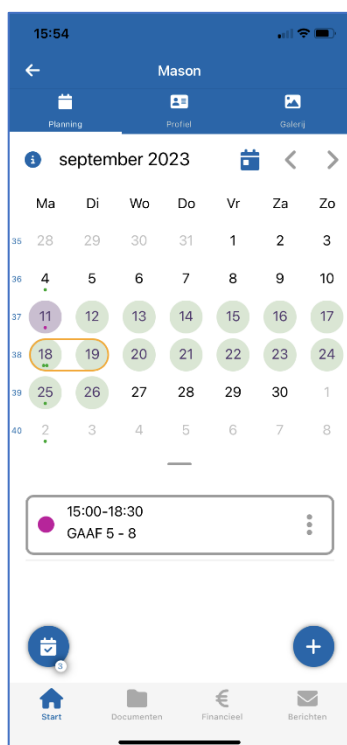 15:54
Mason
Planning Profiel Galerij
september 2023
Ma Di Wo Do Vr Za Zo
35 28 29 30 31 1 2 3
36 4 5 6 7 8 9 10
37 11 12 13 14 15 16 17
38 18 19 20 21 22 23 24
39 25 26 27 28 29 30 1
40 2 3 4 5 6 7 8
15:00-18:30
GAAF 5 - 8
3
Start Documenten Financieel Berichten